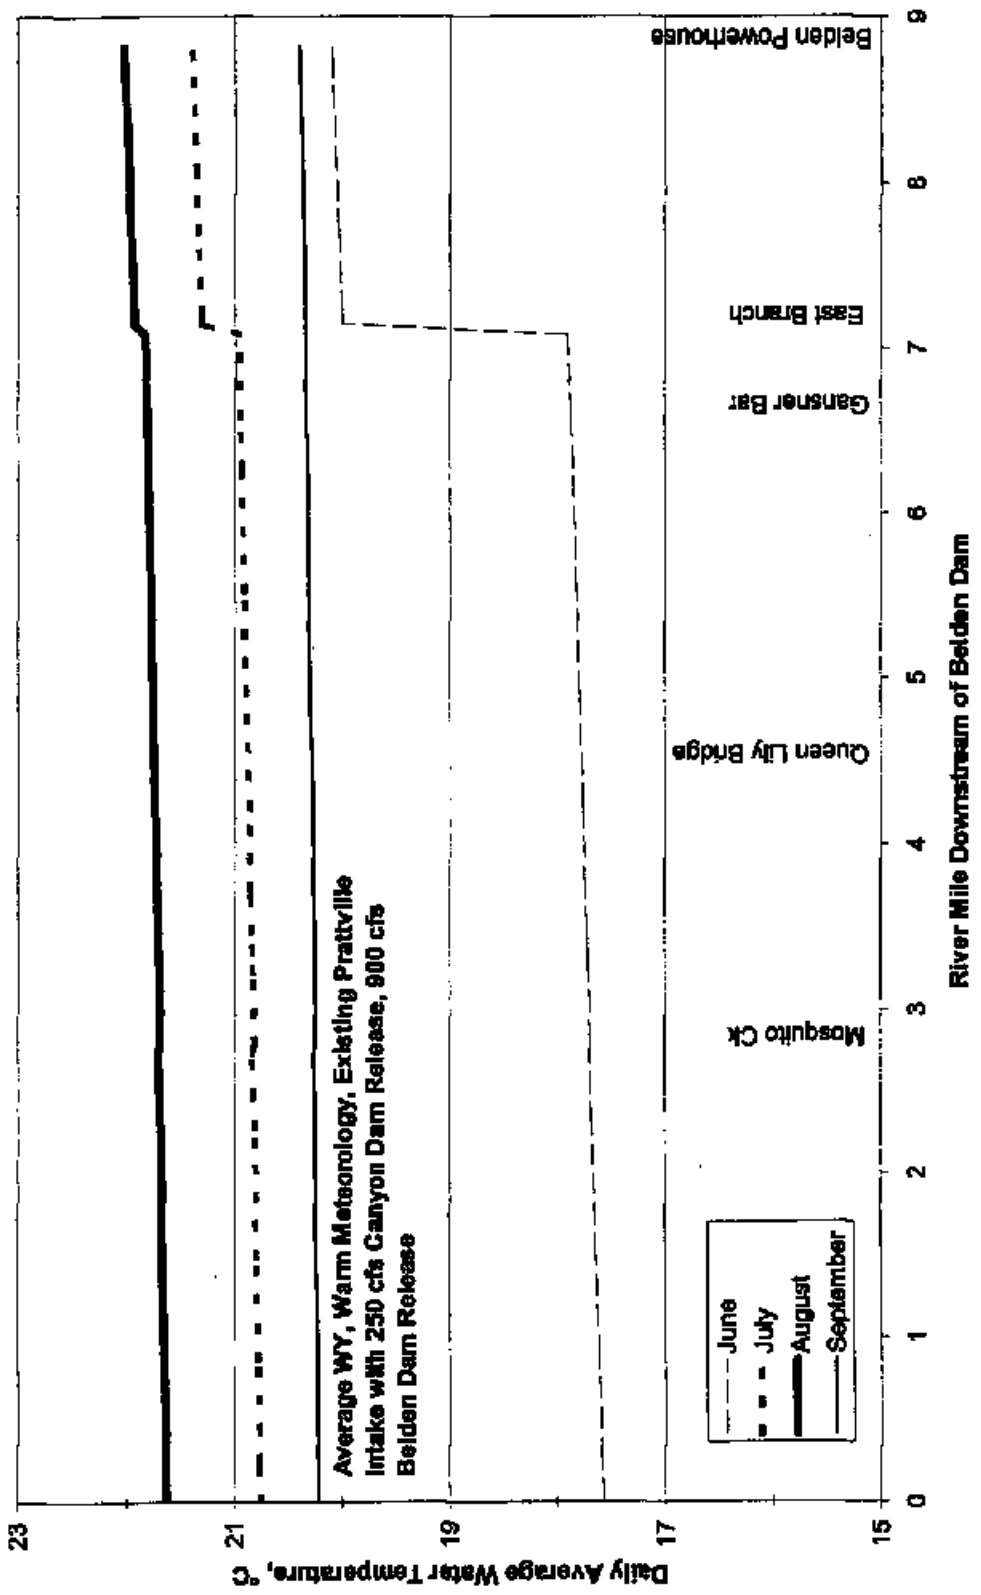 Daily Average Water Temperature, °C
23
21
19
17
15
Average WY, Warm Meteorology, Existing Prattville
Intake with 250 cfs Canyon Dam Release, 900 cfs
Belden Dam Release
June
July
August
September
Mosquito Ck
Queen Lily Bridge
Gansner Bar
East Branch
Belden Powerhouse
0
1
2
3
4
5
6
7
8
9
River Mile Downstream of Belden Dam